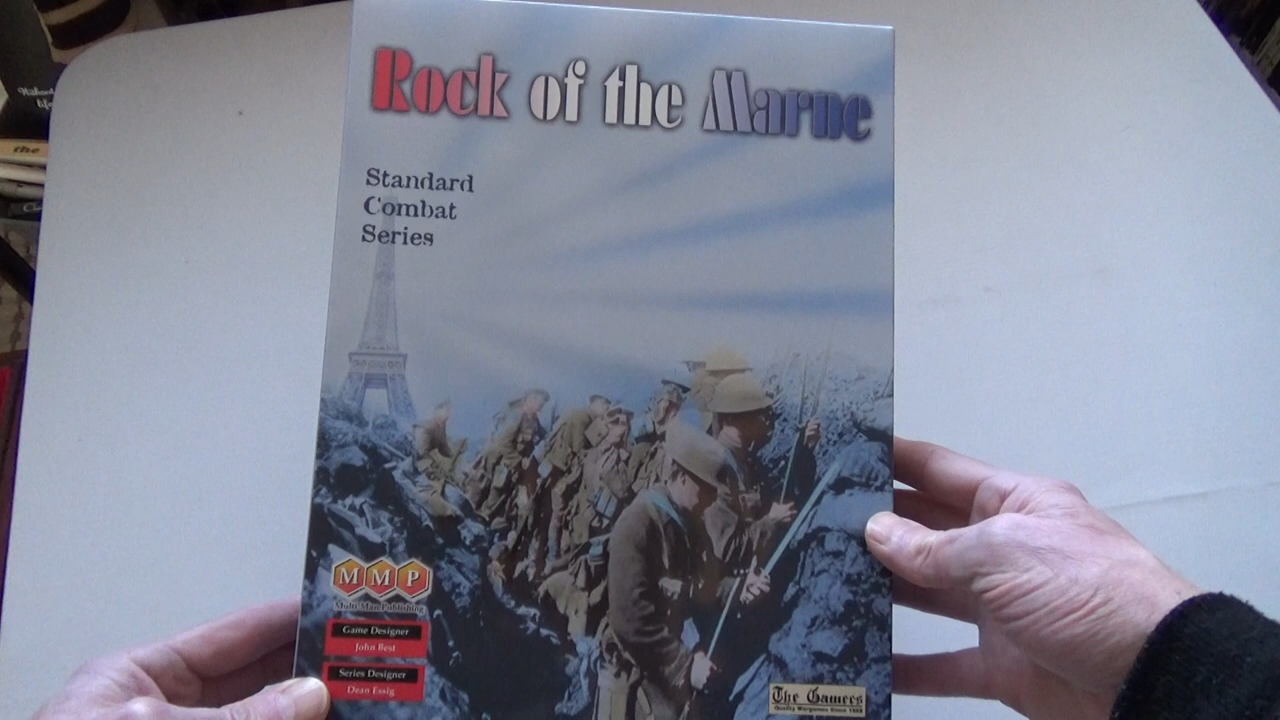 Rock of the Marne
Standard
Combat
Series
MMP
Multi-Man Publishing
Game Designer
John Best
Series Designer
Dean Essig
The Gamers
Quality Wargames Since 1988
the